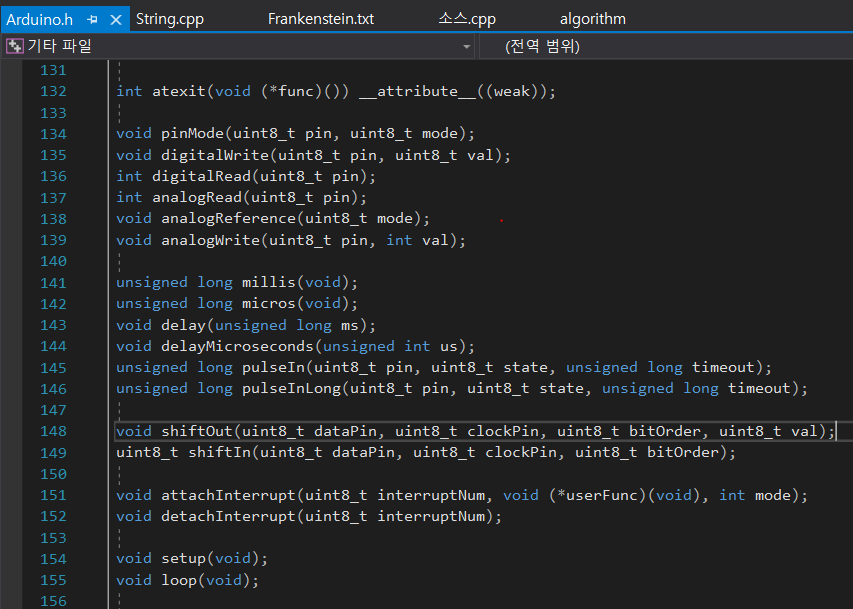 Arduino.h String.cpp Frankenstein.txt 소스.cpp algorithm
기타 파일 (전역 범위)
131
132 int atexit(void (*func)()) __attribute__((weak));
133
134 void pinMode(uint8_t pin, uint8_t mode);
135 void digitalWrite(uint8_t pin, uint8_t val);
136 int digitalRead(uint8_t pin);
137 int analogRead(uint8_t pin);
138 void analogReference(uint8_t mode);
139 void analogWrite(uint8_t pin, int val);
140
141 unsigned long millis(void);
142 unsigned long micros(void);
143 void delay(unsigned long ms);
144 void delayMicroseconds(unsigned int us);
145 unsigned long pulseIn(uint8_t pin, uint8_t state, unsigned long timeout);
146 unsigned long pulseInLong(uint8_t pin, uint8_t state, unsigned long timeout);
147
148 void shiftOut(uint8_t dataPin, uint8_t clockPin, uint8_t bitOrder, uint8_t val);
149 uint8_t shiftIn(uint8_t dataPin, uint8_t clockPin, uint8_t bitOrder);
150
151 void attachInterrupt(uint8_t interruptNum, void (*userFunc)(void), int mode);
152 void detachInterrupt(uint8_t interruptNum);
153
154 void setup(void);
155 void loop(void);
156